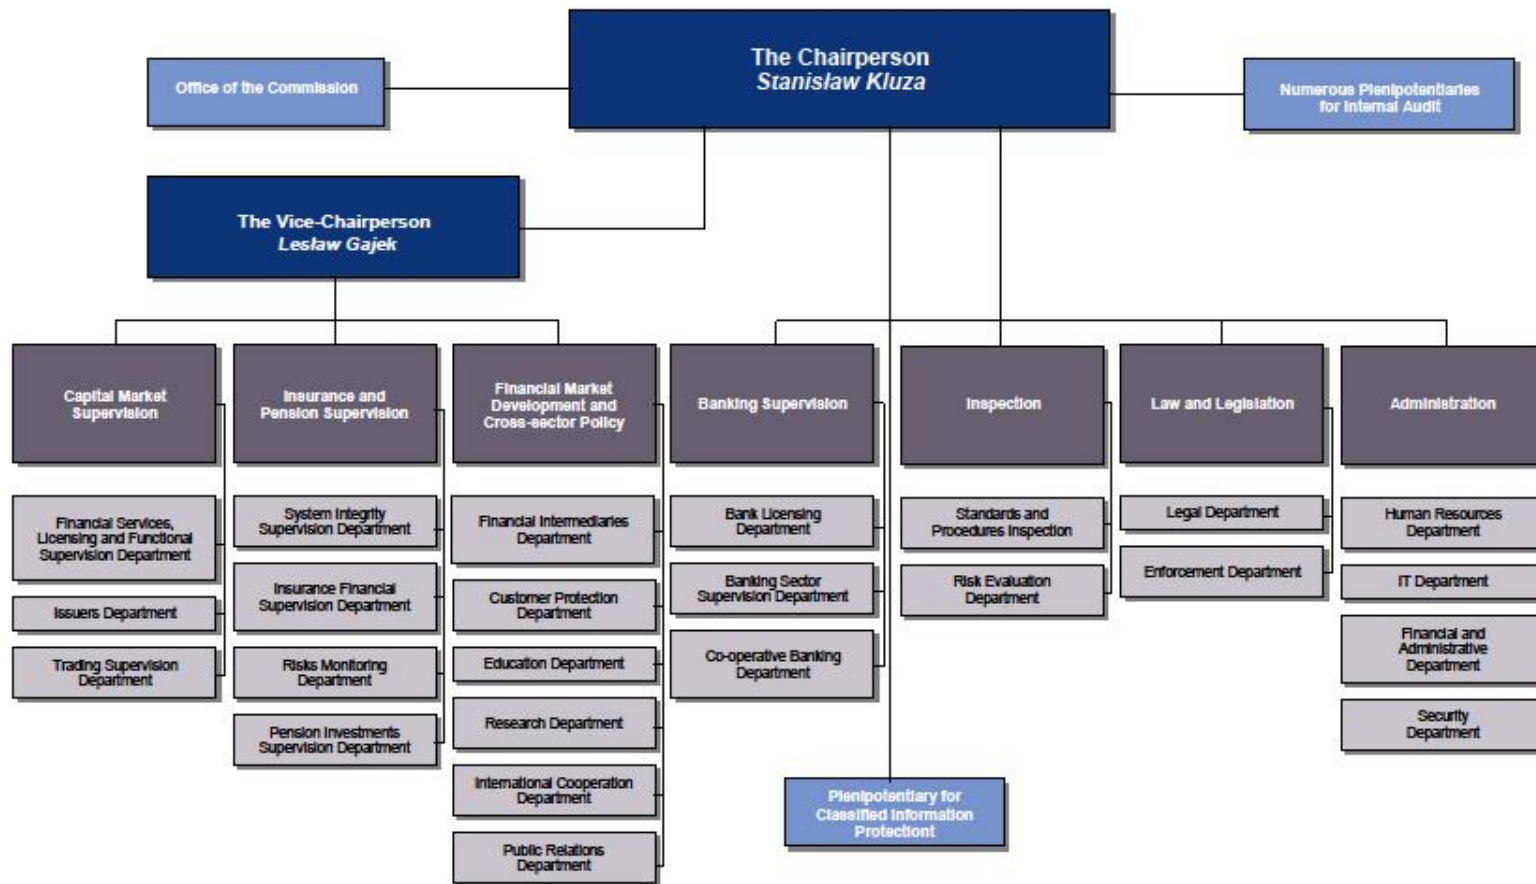 The Chairperson
Stanisław Kluza
Office of the Commission
Numerous Plenipotentiaries
for Internal Audit
The Vice-Chairperson
Lesław Gajek
Capital Market
Supervision
Insurance and
Pension Supervision
Financial Market
Development and
Cross-sector Policy
Banking Supervision
Inspection
Law and Legislation
Administration
Financial Services,
Licensing and Functional
Supervision Department
Issuers Department
Trading Supervision
Department
System Integrity
Supervision Department
Insurance Financial
Supervision Department
Risks Monitoring
Department
Pension Investments
Supervision Department
Financial Intermediaries
Department
Customer Protection
Department
Education Department
Research Department
International Cooperation
Department
Public Relations
Department
Bank Licensing
Department
Banking Sector
Supervision Department
Co-operative Banking
Department
Standards and
Procedures Inspection
Risk Evaluation
Department
Legal Department
Enforcement Department
Human Resources
Department
IT Department
Financial and
Administrative
Department
Security
Department
Plenipotentiary for
Classified Information
Protectiont